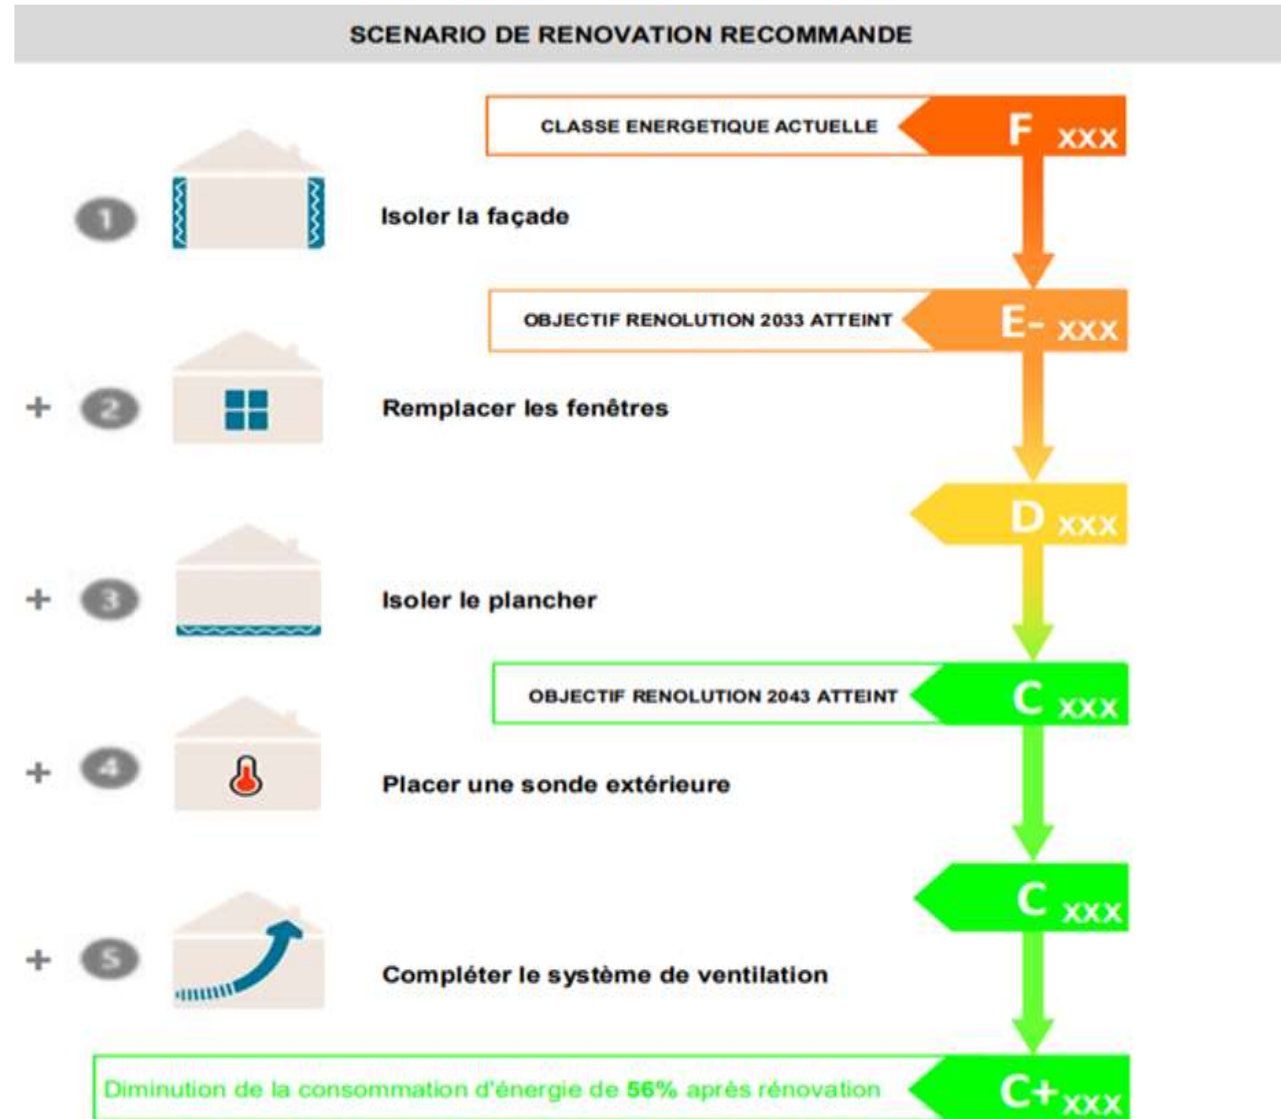 SCENARIO DE RENOVATION RECOMMANDE
CLASSE ENERGETIQUE ACTUELLE
F xxx
1
Isoler la façade
OBJECTIF RENOLUTION 2033 ATTEINT
E- xxx
+ 2
Remplacer les fenêtres
D xxx
+ 3
Isoler le plancher
OBJECTIF RENOLUTION 2043 ATTEINT
C xxx
+ 4
Placer une sonde extérieure
C xxx
+ 5
Compléter le système de ventilation
Diminution de la consommation d'énergie de 56% après rénovation
C+ xxx